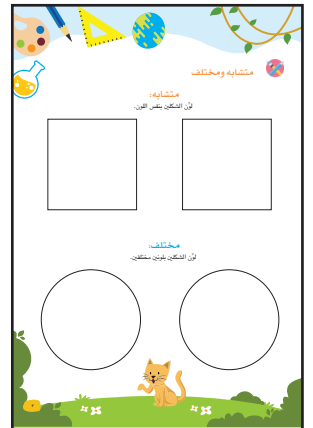 متشابه ومختلف
متشابه:
لوِّن الشكلين بنفس اللون.
مختلف:
لوِّن الشكلين بلونين مختلفين.